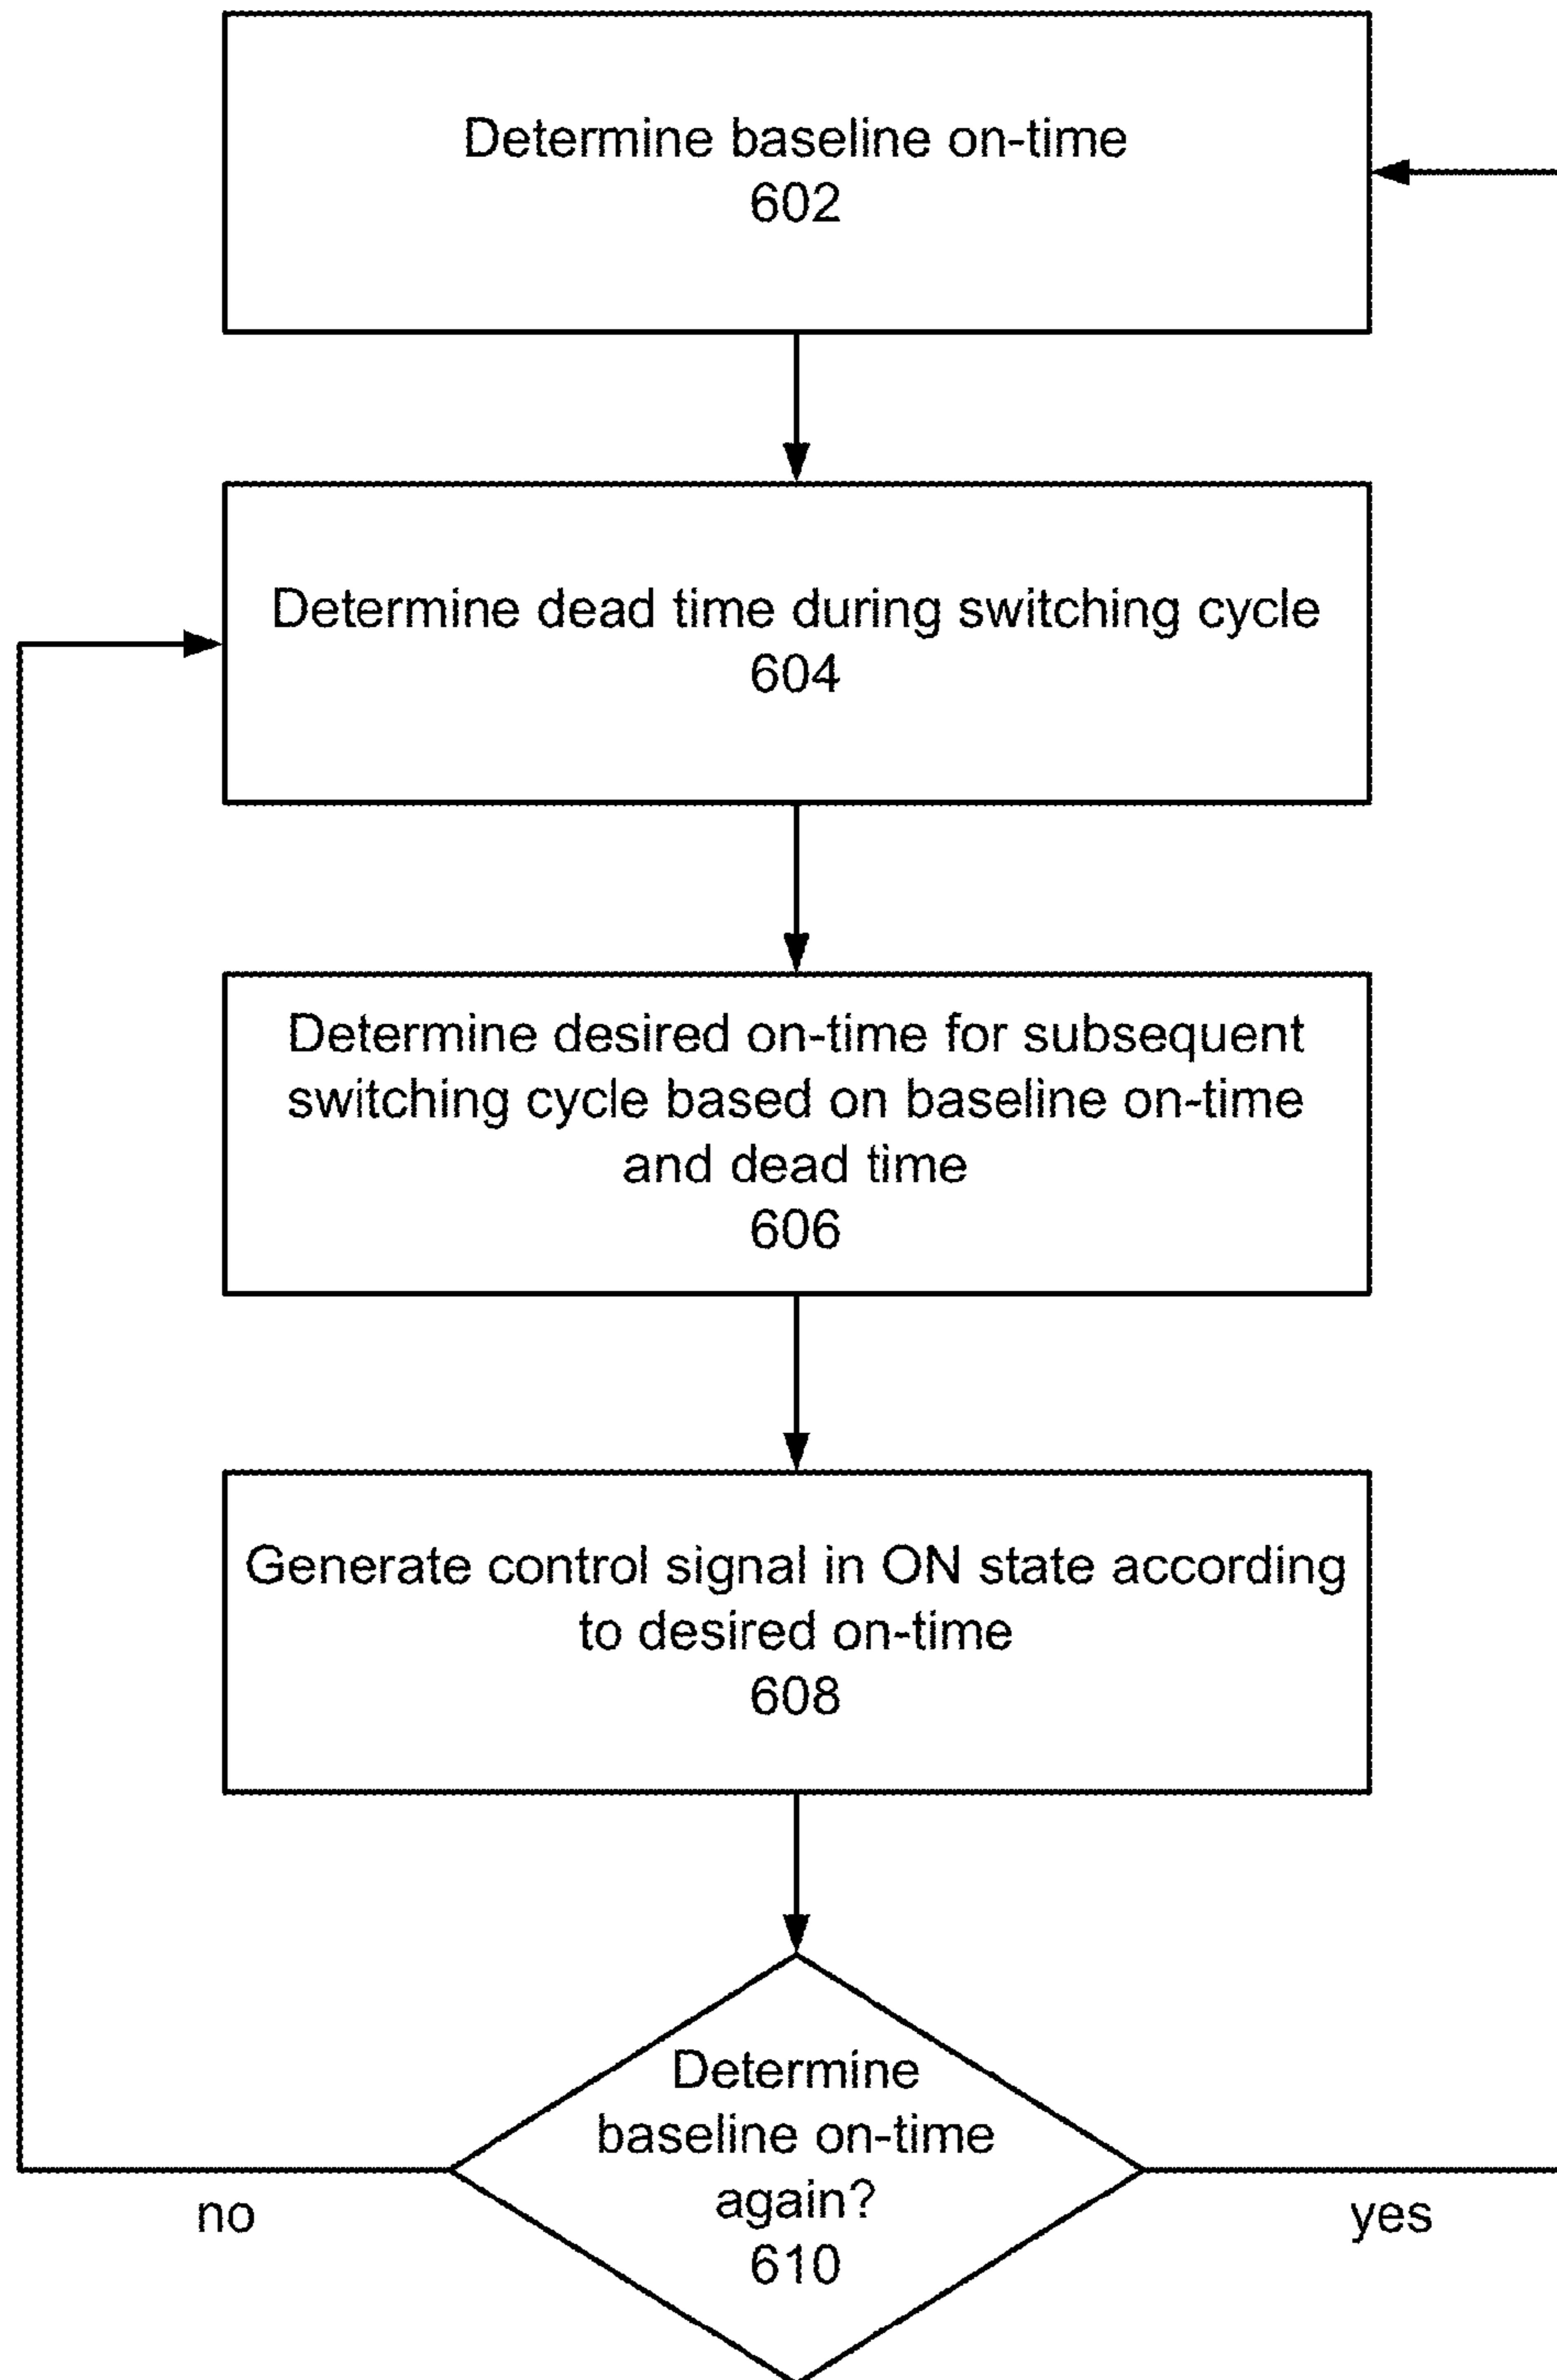 Determine baseline on-time
602
Determine dead time during switching cycle
604
Determine desired on-time for subsequent
switching cycle based on baseline on-time
and dead time
606
Generate control signal in ON state according
to desired on-time
608
Determine
baseline on-time
again?
610
no
yes